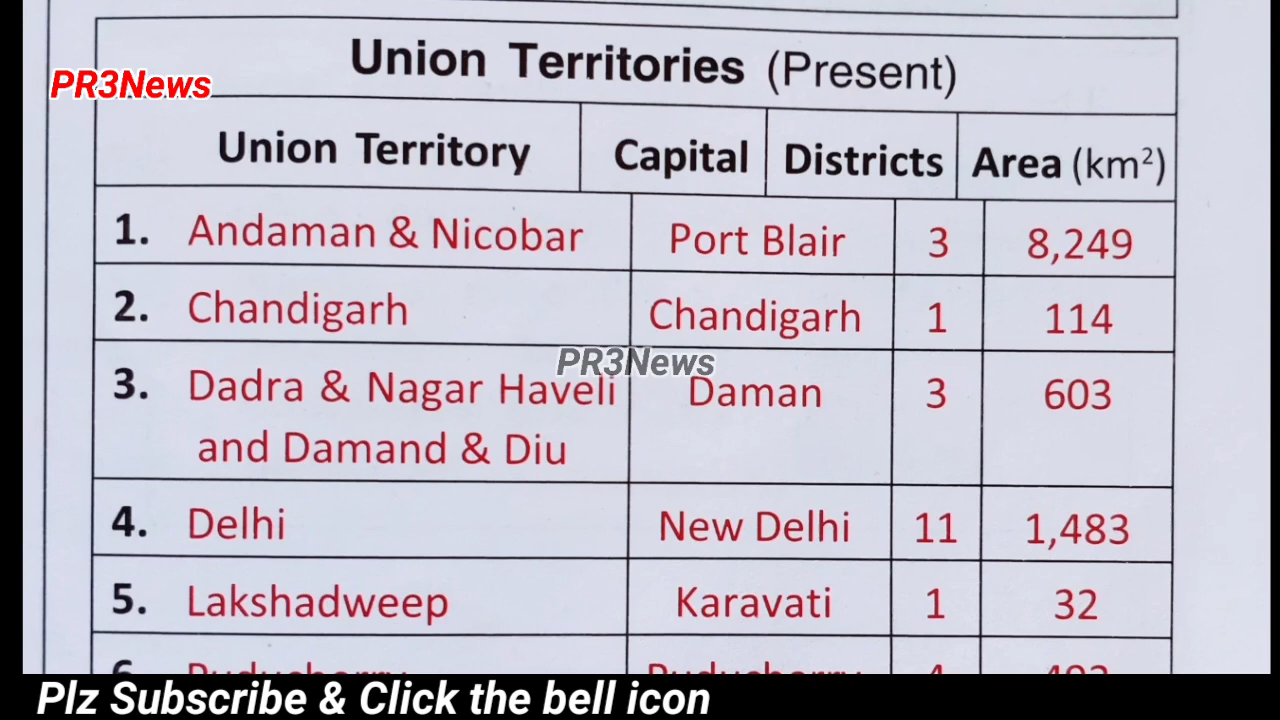 Union Territories (Present)
PR3News
Union Territory Capital Districts Area (km²)
1. Andaman & Nicobar Port Blair 3 8,249
2. Chandigarh Chandigarh 1 114
PR3News
3. Dadra & Nagar Haveli Daman 3 603
and Damand & Diu
4. Delhi New Delhi 11 1,483
5. Lakshadweep Karavati 1 32
Plz Subscribe & Click the bell icon